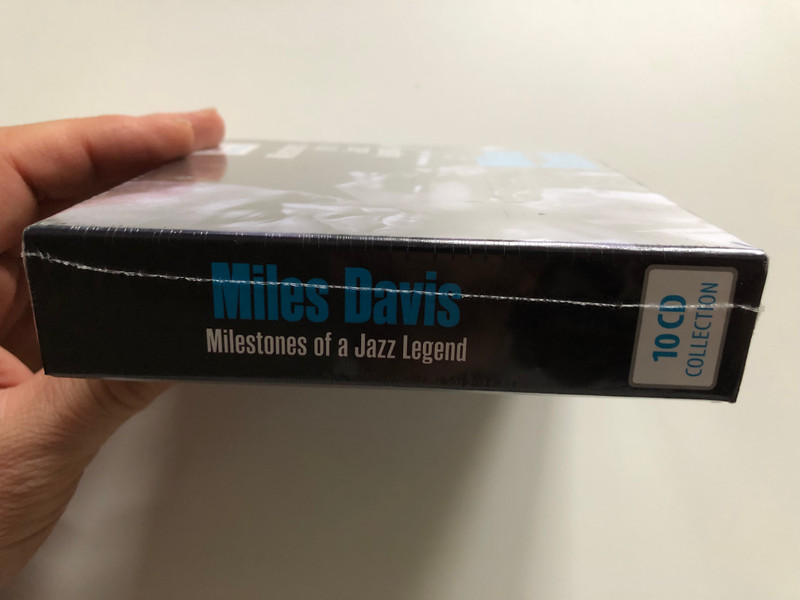 Miles Davis
Milestones of a Jazz Legend
10 CD
COLLECTION